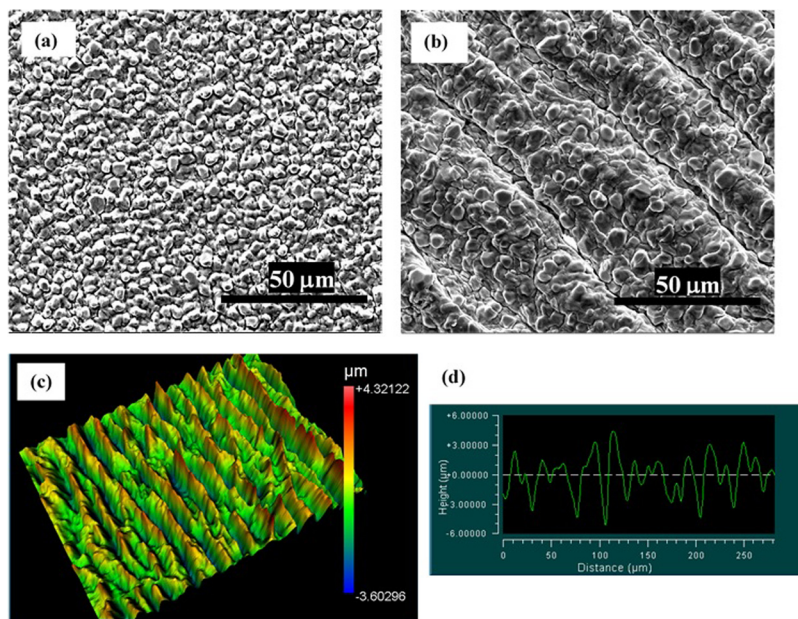 (a)
50 µm
(b)
50 µm
(c)
µm
+4.32122
-3.60296
(d)
+6.00000
+3.00000
+0.00000
-3.00000
-6.00000
Height (µm)
0
50
100
150
200
250
Distance (µm)